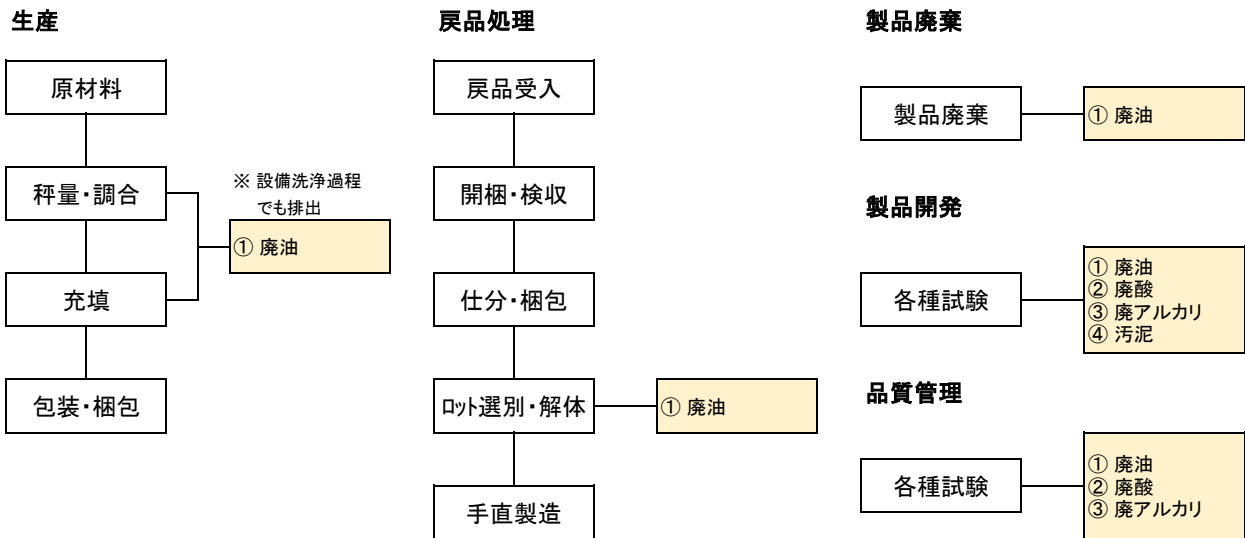 生産
原材料
秤量・調合
※ 設備洗浄過程
でも排出
① 廃油
充填
包装・梱包
戻品処理
戻品受入
開梱・検収
仕分・梱包
ロット選別・解体
① 廃油
手直製造
製品廃棄
製品廃棄
① 廃油
製品開発
各種試験
① 廃油
② 廃酸
③ 廃アルカリ
④ 汚泥
品質管理
各種試験
① 廃油
② 廃酸
③ 廃アルカリ